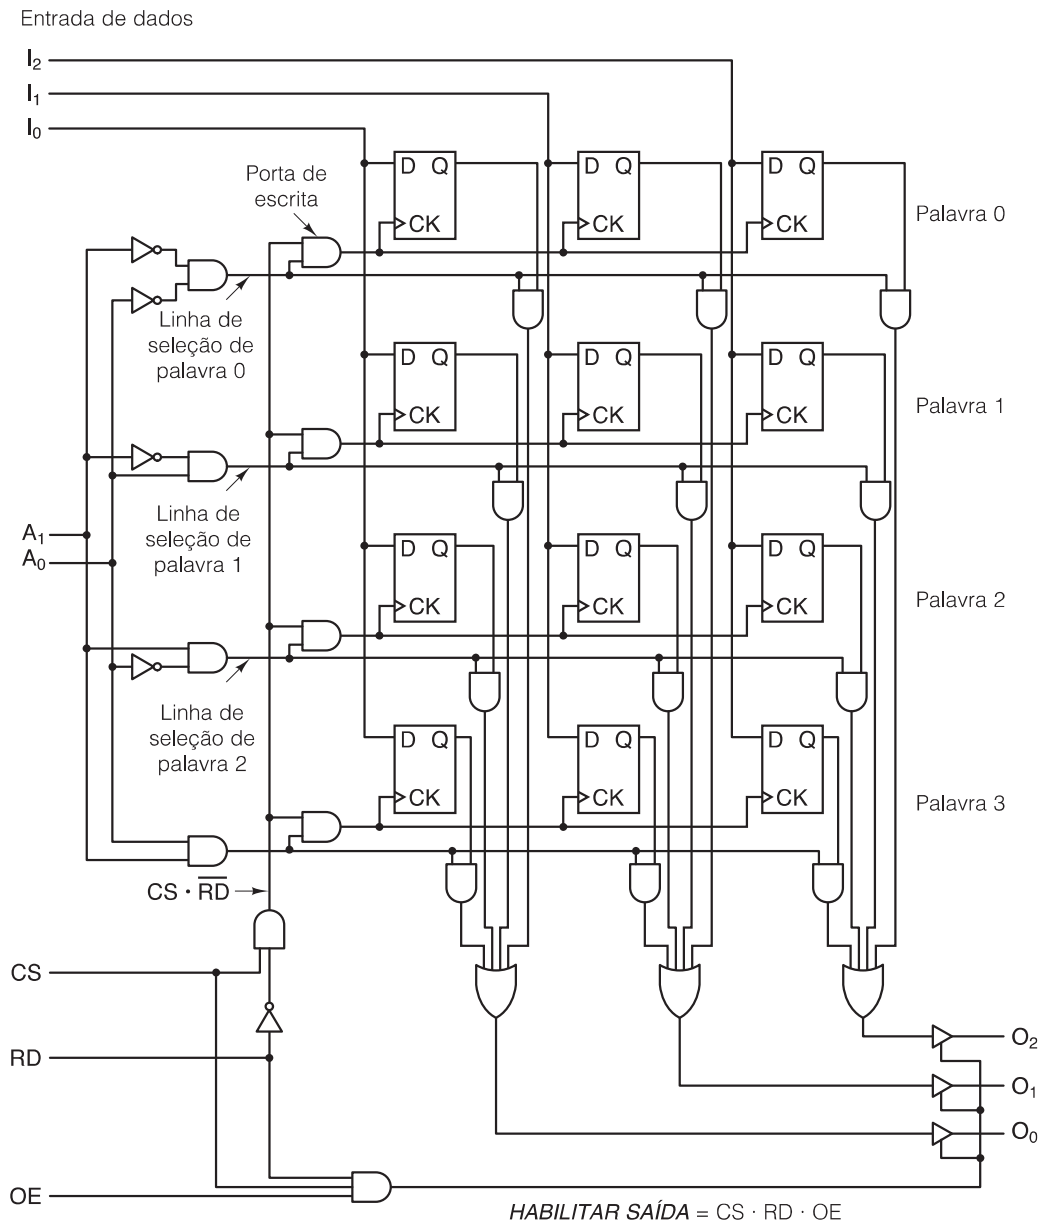 Entrada de dados
I₂
I₁
I₀
Porta de
escrita
D Q
D Q
D Q
CK
CK
CK
Palavra 0
Linha de
seleção de
palavra 0
D Q
D Q
D Q
CK
CK
CK
Palavra 1
A₁
A₀
Linha de
seleção de
palavra 1
D Q
D Q
D Q
CK
CK
CK
Palavra 2
Linha de
seleção de
palavra 2
D Q
D Q
D Q
CK
CK
CK
Palavra 3
CS · R̅D̅
CS
RD
OE
O₂
O₁
O₀
HABILITAR SAÍDA = CS · RD · OE